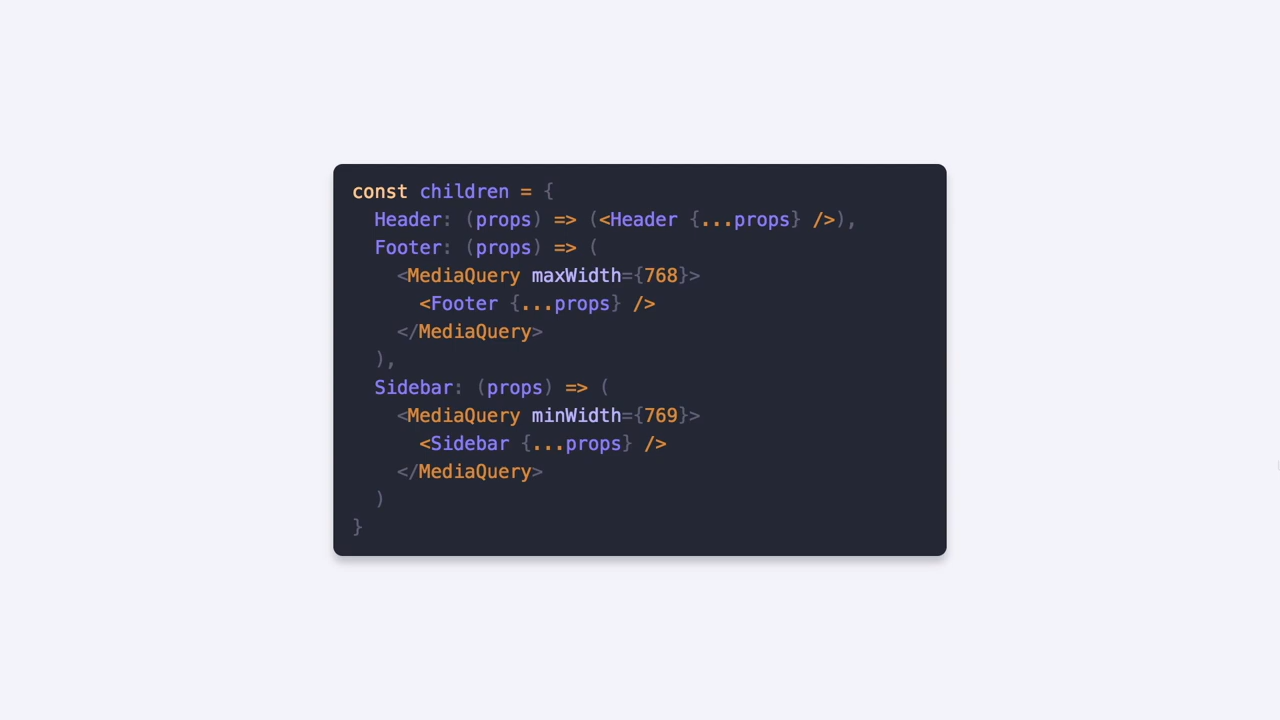 const children = {
  Header: (props) => (<Header {...props} />),
  Footer: (props) => (
    <MediaQuery maxWidth={768}>
      <Footer {...props} />
    </MediaQuery>
  ),
  Sidebar: (props) => (
    <MediaQuery minWidth={769}>
      <Sidebar {...props} />
    </MediaQuery>
  )
}